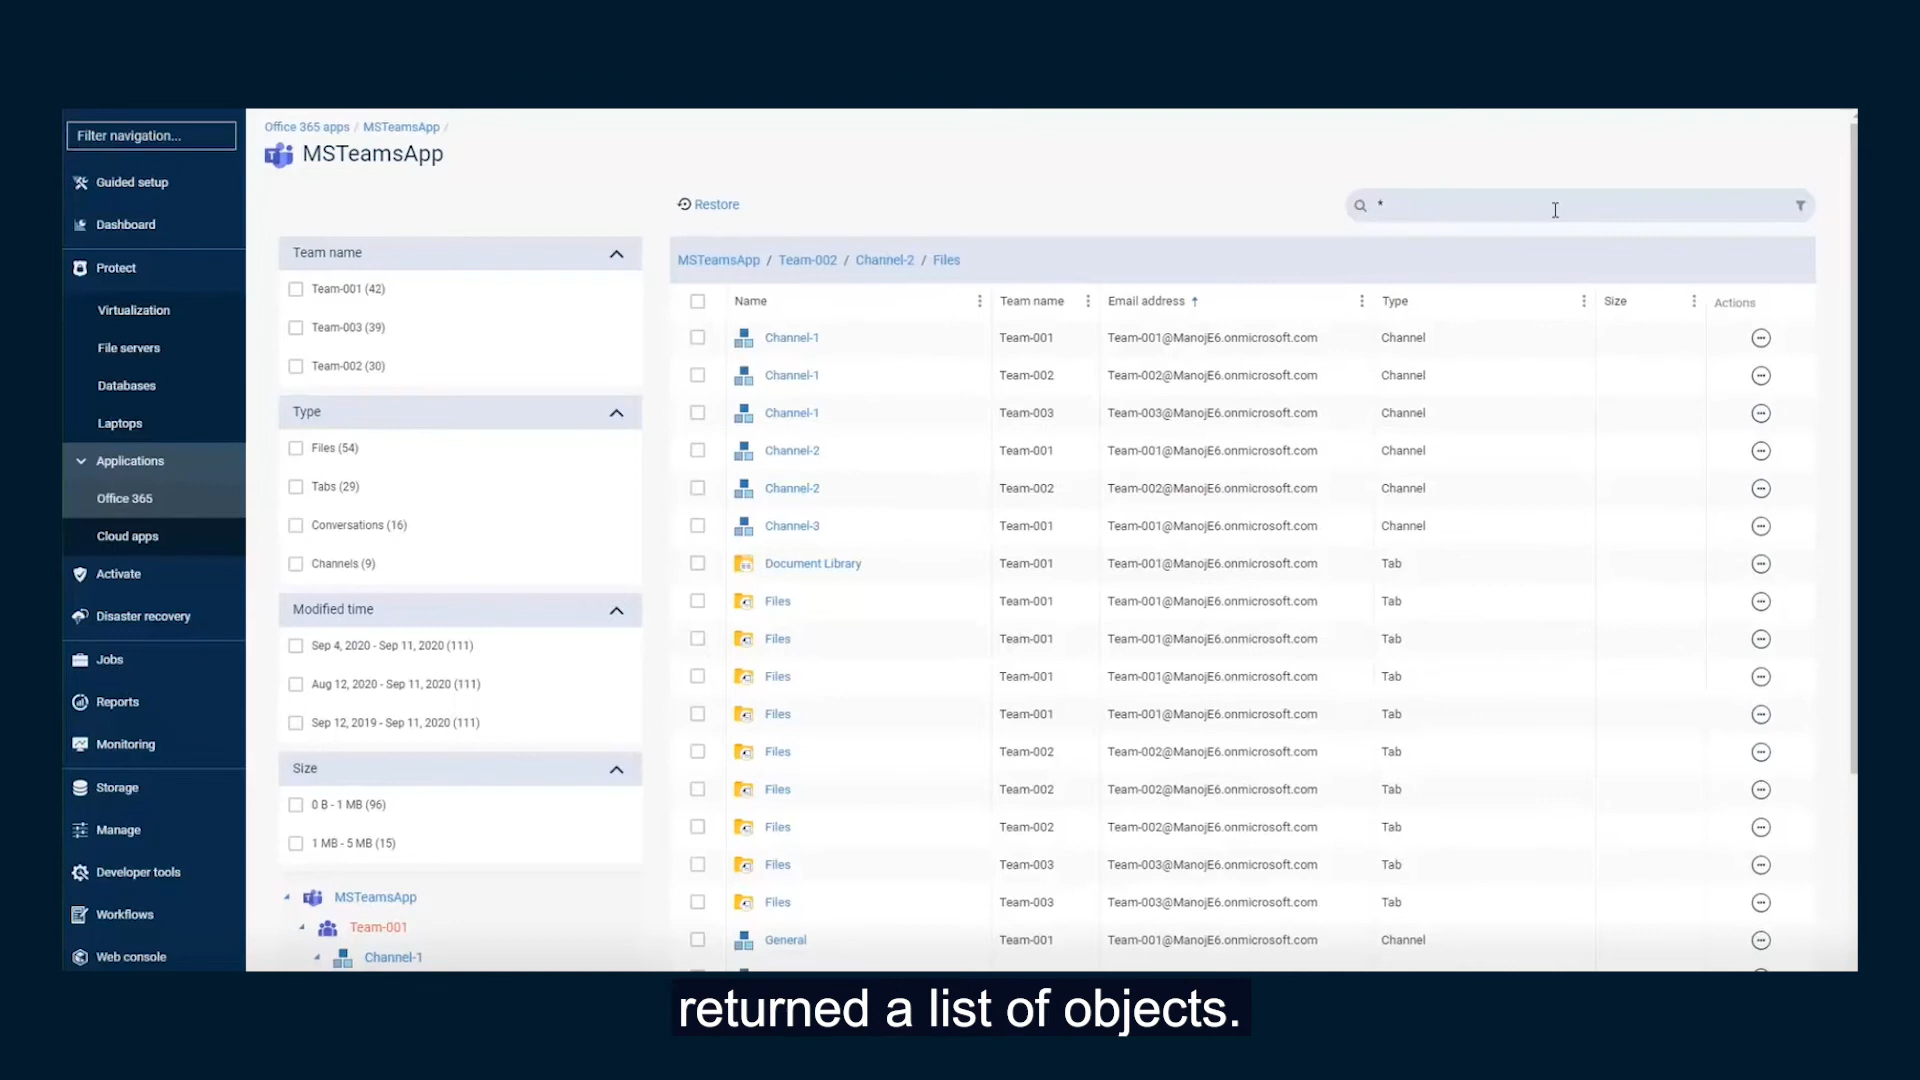 Filter navigation...
Guided setup
Dashboard
Protect
Virtualization
File servers
Databases
Laptops
Applications
Office 365
Cloud apps
Activate
Disaster recovery
Jobs
Reports
Monitoring
Storage
Manage
Developer tools
Workflows
Web console
Office 365 apps / MSTeamsApp /
MSTeamsApp
Restore
*
Team name
Team-001 (42)
Team-003 (39)
Team-002 (30)
Type
Files (54)
Tabs (29)
Conversations (16)
Channels (9)
Modified time
Sep 4, 2020 - Sep 11, 2020 (111)
Aug 12, 2020 - Sep 11, 2020 (111)
Sep 12, 2019 - Sep 11, 2020 (111)
Size
0 B - 1 MB (96)
1 MB - 5 MB (15)
MSTeamsApp
Team-001
Channel-1
MSTeamsApp / Team-002 / Channel-2 / Files
Name Team name Email address Type Size Actions
Channel-1 Team-001 Team-001@ManojE6.onmicrosoft.com Channel
Channel-1 Team-002 Team-002@ManojE6.onmicrosoft.com Channel
Channel-1 Team-003 Team-003@ManojE6.onmicrosoft.com Channel
Channel-2 Team-001 Team-001@ManojE6.onmicrosoft.com Channel
Channel-2 Team-002 Team-002@ManojE6.onmicrosoft.com Channel
Channel-3 Team-001 Team-001@ManojE6.onmicrosoft.com Channel
Document Library Team-001 Team-001@ManojE6.onmicrosoft.com Tab
Files Team-001 Team-001@ManojE6.onmicrosoft.com Tab
Files Team-001 Team-001@ManojE6.onmicrosoft.com Tab
Files Team-001 Team-001@ManojE6.onmicrosoft.com Tab
Files Team-001 Team-001@ManojE6.onmicrosoft.com Tab
Files Team-002 Team-002@ManojE6.onmicrosoft.com Tab
Files Team-002 Team-002@ManojE6.onmicrosoft.com Tab
Files Team-002 Team-002@ManojE6.onmicrosoft.com Tab
Files Team-003 Team-003@ManojE6.onmicrosoft.com Tab
Files Team-003 Team-003@ManojE6.onmicrosoft.com Tab
General Team-001 Team-001@ManojE6.onmicrosoft.com Channel
returned a list of objects.